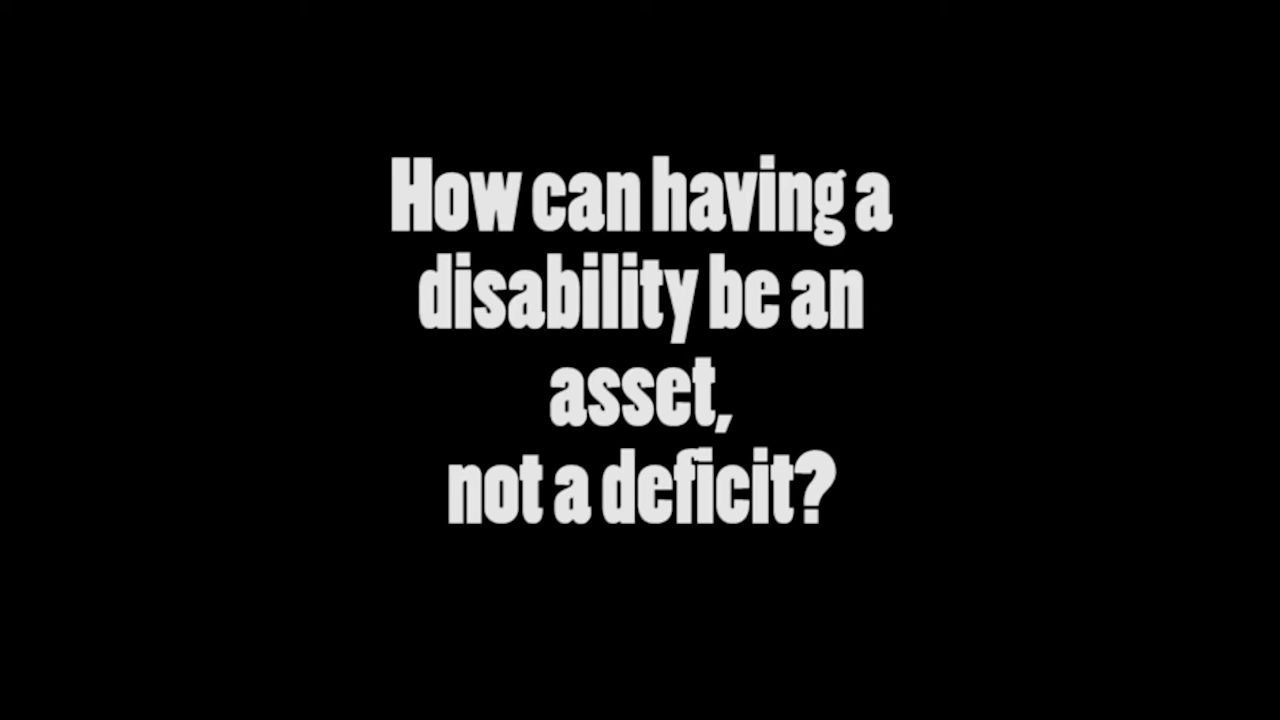 How can having a
disability be an
asset,
not a deficit?